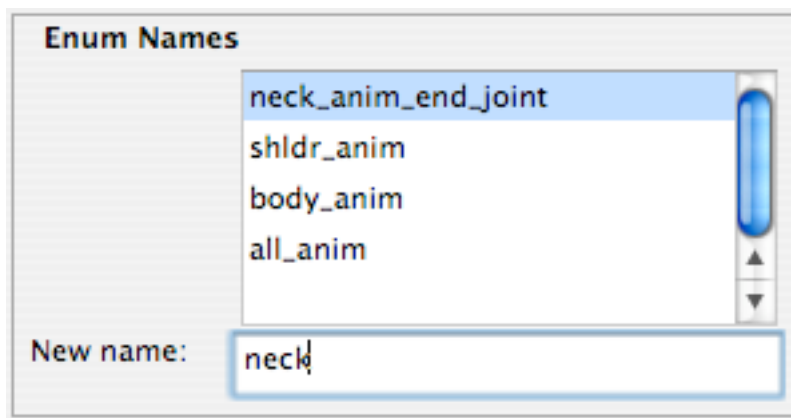 Enum Names
neck_anim_end_joint
shldr_anim
body_anim
all_anim
New name:
neck